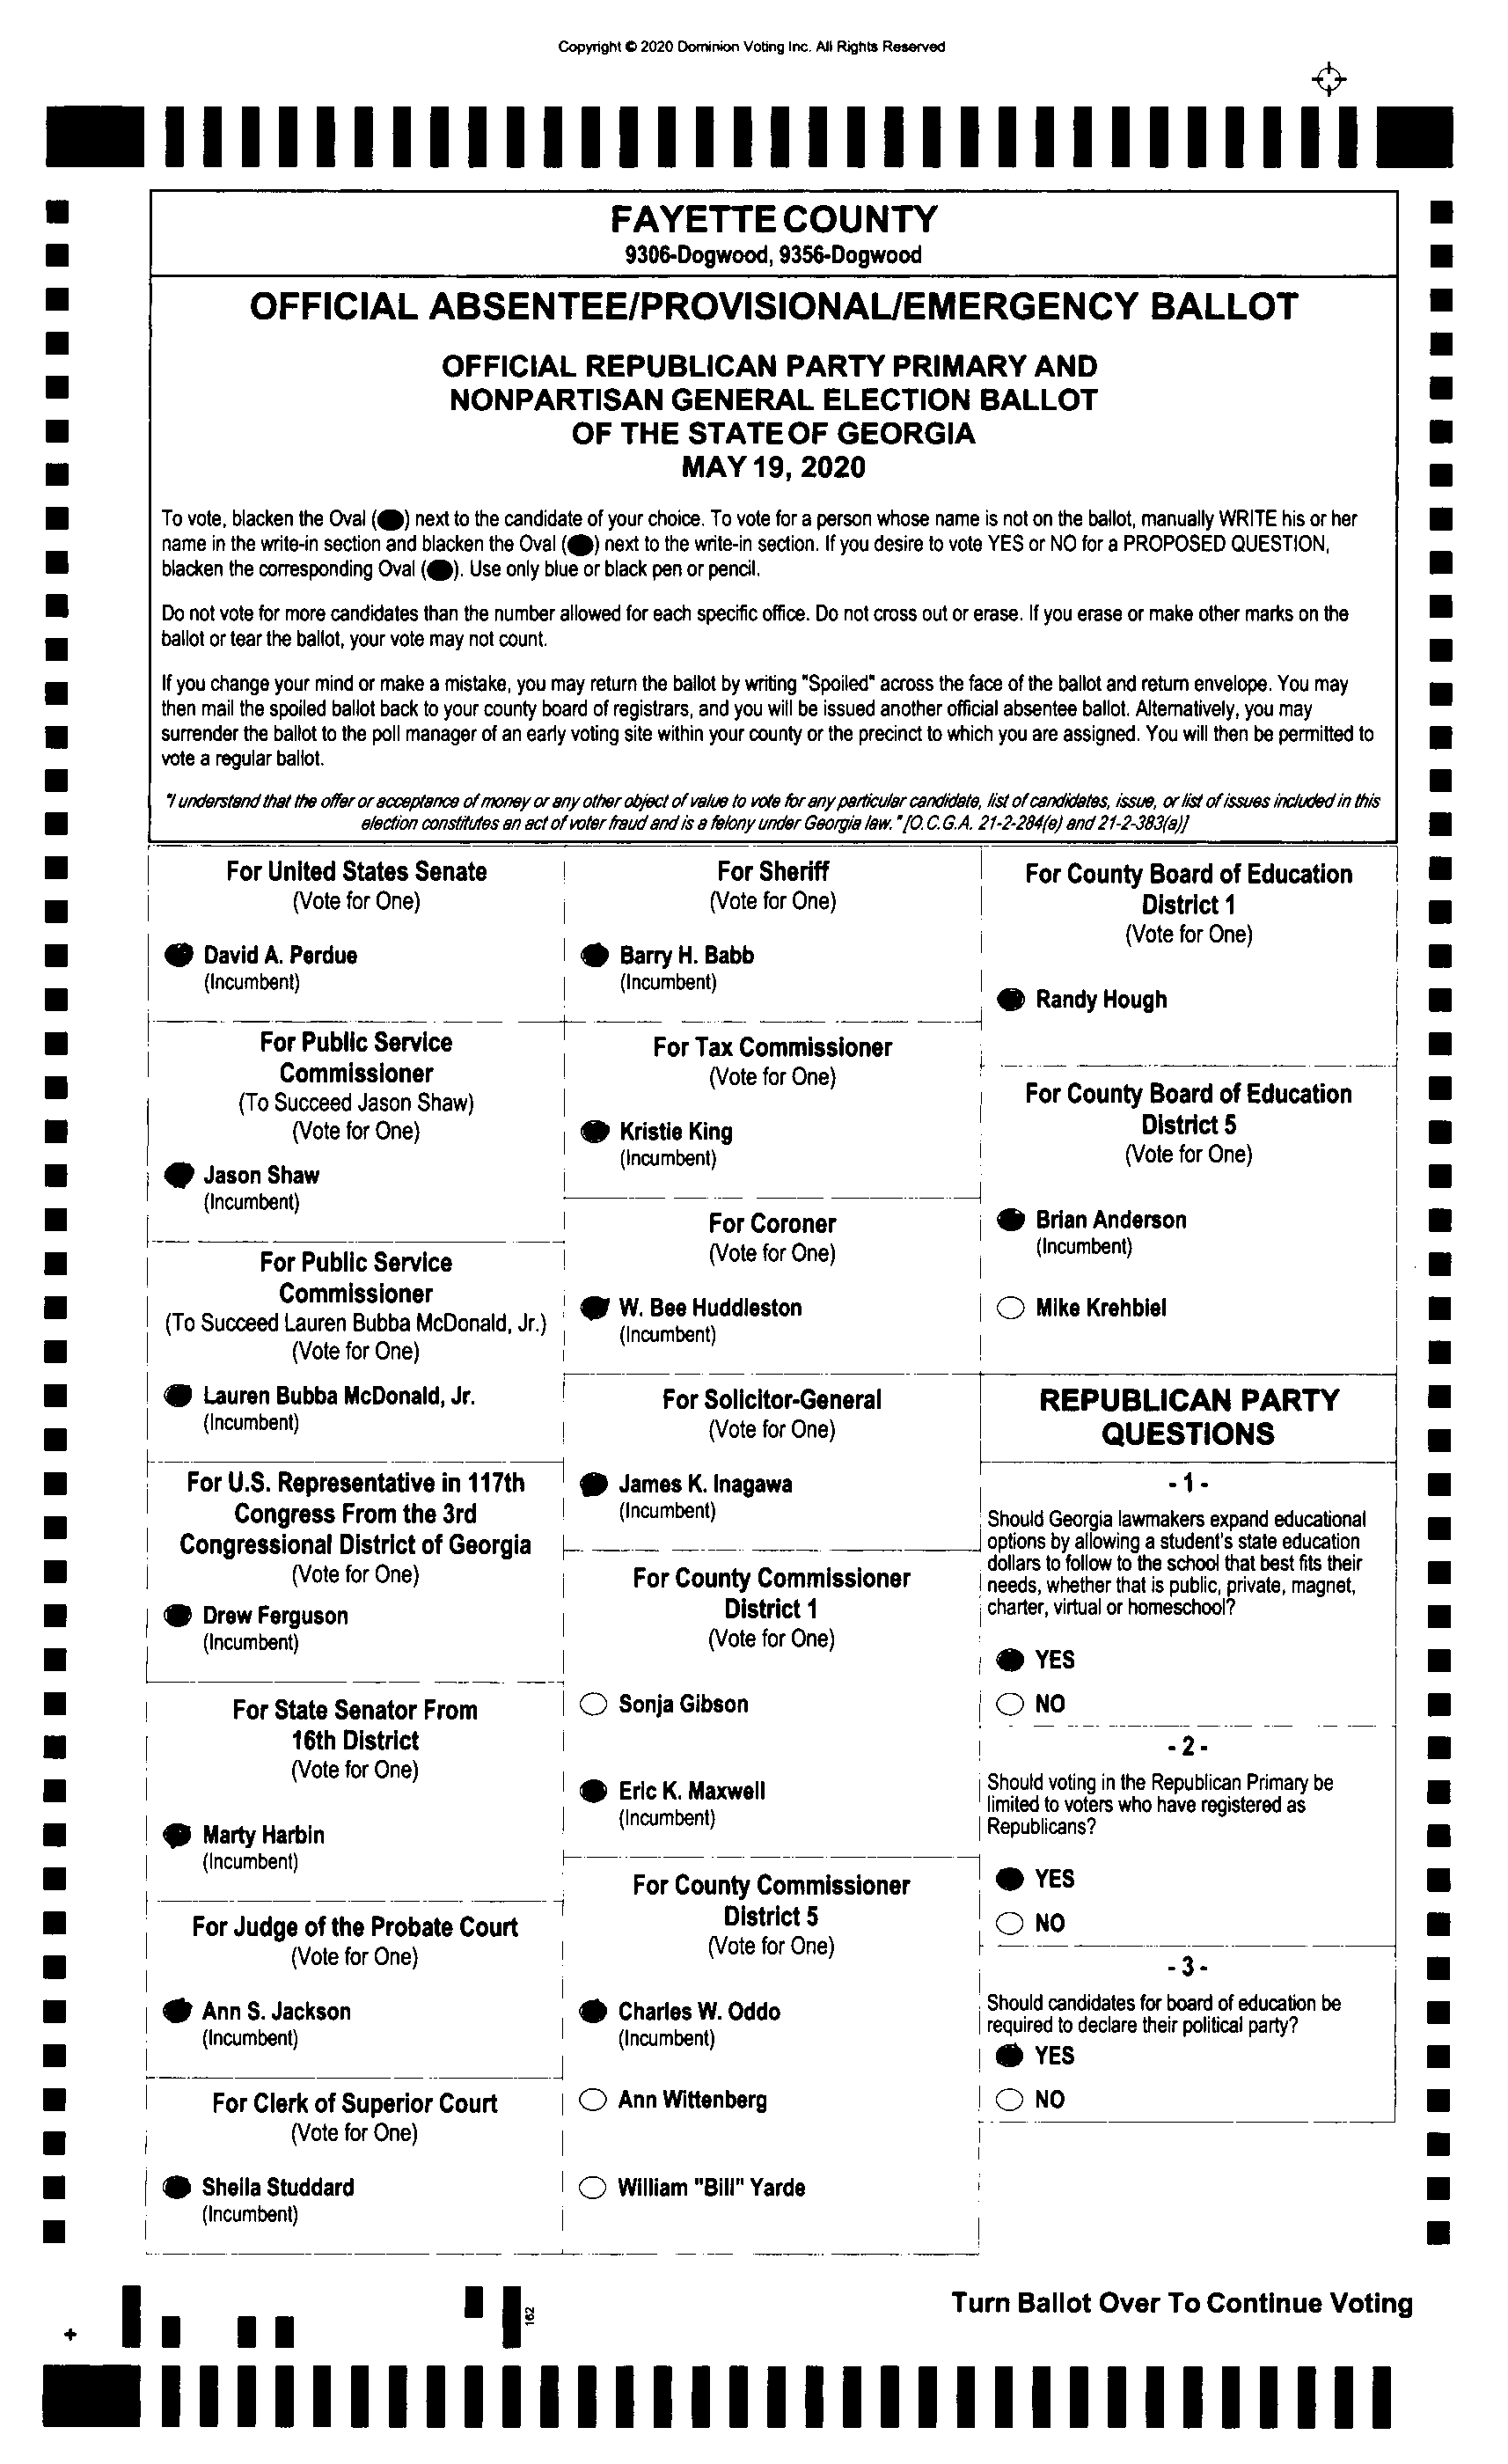 Copyright © 2020 Dominion Voting Inc. All Rights Reserved
FAYETTE COUNTY
9306-Dogwood, 9356-Dogwood
OFFICIAL ABSENTEE/PROVISIONAL/EMERGENCY BALLOT
OFFICIAL REPUBLICAN PARTY PRIMARY AND
NONPARTISAN GENERAL ELECTION BALLOT
OF THE STATE OF GEORGIA
MAY 19, 2020
To vote, blacken the Oval ( ) next to the candidate of your choice. To vote for a person whose name is not on the ballot, manually WRITE his or her
name in the write-in section and blacken the Oval ( ) next to the write-in section. If you desire to vote YES or NO for a PROPOSED QUESTION,
blacken the corresponding Oval ( ). Use only blue or black pen or pencil.
Do not vote for more candidates than the number allowed for each specific office. Do not cross out or erase. If you erase or make other marks on the
ballot or tear the ballot, your vote may not count.
If you change your mind or make a mistake, you may return the ballot by writing "Spoiled" across the face of the ballot and return envelope. You may
then mail the spoiled ballot back to your county board of registrars, and you will be issued another official absentee ballot. Alternatively, you may
surrender the ballot to the poll manager of an early voting site within your county or the precinct to which you are assigned. You will then be permitted to
vote a regular ballot.
"I understand that the offer or acceptance of money or any other object of value to vote for any particular candidate, list of candidates, issue, or list of issues included in this
election constitutes an act of voter fraud and is a felony under Georgia law." [O.C.G.A. 21-2-284(e) and 21-2-383(a)]
For United States Senate
(Vote for One)
David A. Perdue
(Incumbent)
For Public Service
Commissioner
(To Succeed Jason Shaw)
(Vote for One)
Jason Shaw
(Incumbent)
For Public Service
Commissioner
(To Succeed Lauren Bubba McDonald, Jr.)
(Vote for One)
Lauren Bubba McDonald, Jr.
(Incumbent)
For U.S. Representative in 117th
Congress From the 3rd
Congressional District of Georgia
(Vote for One)
Drew Ferguson
(Incumbent)
For State Senator From
16th District
(Vote for One)
Marty Harbin
(Incumbent)
For Judge of the Probate Court
(Vote for One)
Ann S. Jackson
(Incumbent)
For Clerk of Superior Court
(Vote for One)
Sheila Studdard
(Incumbent)
For Sheriff
(Vote for One)
Barry H. Babb
(Incumbent)
For Tax Commissioner
(Vote for One)
Kristie King
(Incumbent)
For Coroner
(Vote for One)
W. Bee Huddleston
(Incumbent)
For Solicitor-General
(Vote for One)
James K. Inagawa
(Incumbent)
For County Commissioner
District 1
(Vote for One)
Sonja Gibson
Eric K. Maxwell
(Incumbent)
For County Commissioner
District 5
(Vote for One)
Charles W. Oddo
(Incumbent)
Ann Wittenberg
William "Bill" Yarde
For County Board of Education
District 1
(Vote for One)
Randy Hough
For County Board of Education
District 5
(Vote for One)
Brian Anderson
(Incumbent)
Mike Krehbiel
REPUBLICAN PARTY
QUESTIONS
- 1 -
Should Georgia lawmakers expand educational
options by allowing a student's state education
dollars to follow to the school that best fits their
needs, whether that is public, private, magnet,
charter, virtual or homeschool?
YES
NO
- 2 -
Should voting in the Republican Primary be
limited to voters who have registered as
Republicans?
YES
NO
- 3 -
Should candidates for board of education be
required to declare their political party?
YES
NO
Turn Ballot Over To Continue Voting
162